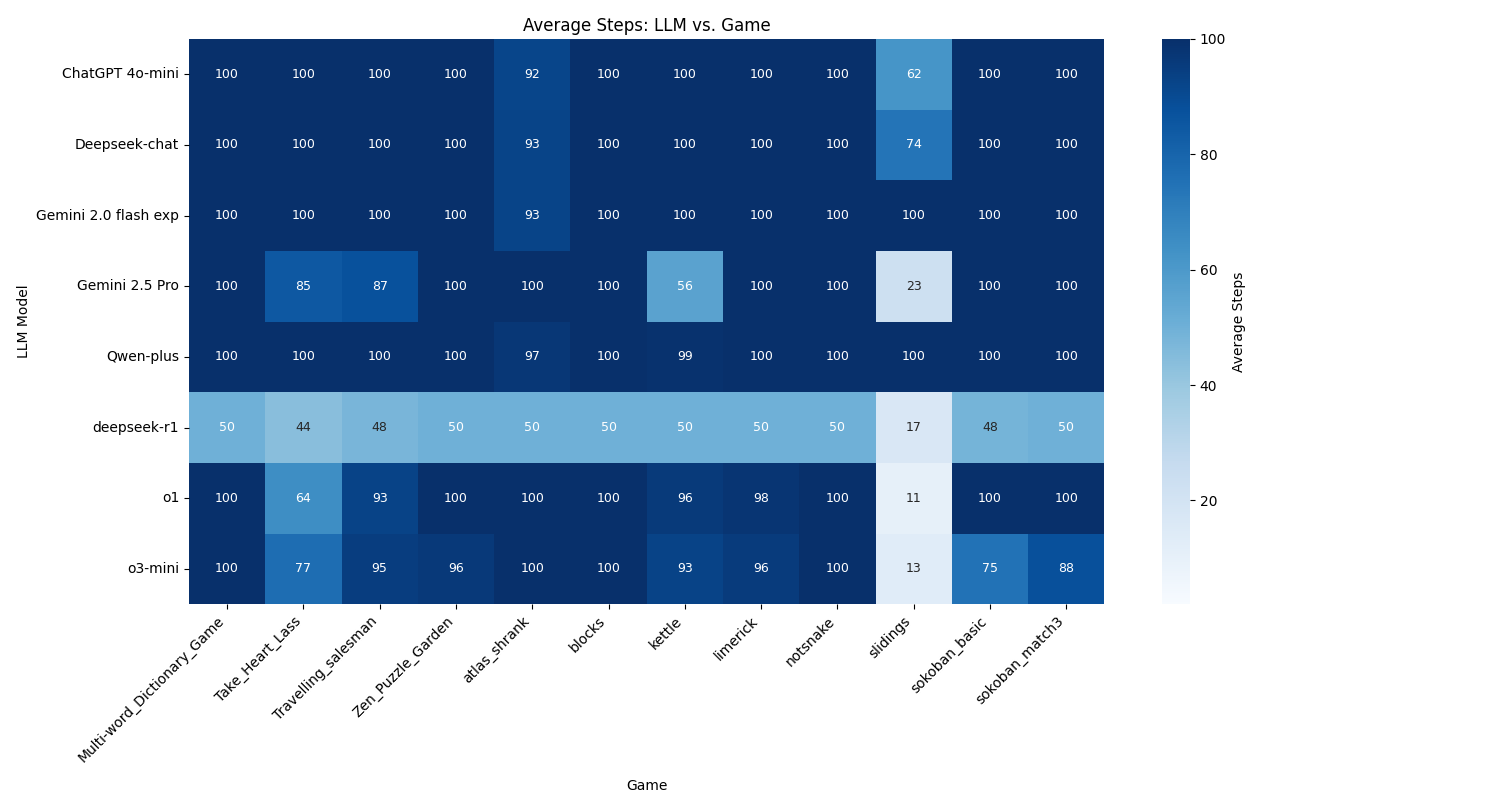 Average Steps: LLM vs. Game
ChatGPT 4o-mini 100 100 100 100 92 100 100 100 100 62 100 100
Deepseek-chat 100 100 100 100 93 100 100 100 100 74 100 100
Gemini 2.0 flash exp 100 100 100 100 93 100 100 100 100 100 100 100
Gemini 2.5 Pro 100 85 87 100 100 100 56 100 100 23 100 100
Qwen-plus 100 100 100 100 97 100 99 100 100 100 100 100
deepseek-r1 50 44 48 50 50 50 50 50 50 17 48 50
o1 100 64 93 100 100 100 96 98 100 11 100 100
o3-mini 100 77 95 96 100 100 93 96 100 13 75 88
LLM Model
Multi-word_Dictionary_Game
Take_Heart_Lass
Travelling_salesman
Zen_Puzzle_Garden
atlas_shrank
blocks
kettle
limerick
notsnake
slidings
sokoban_basic
sokoban_match3
Game
100
80
60
40
20
Average Steps